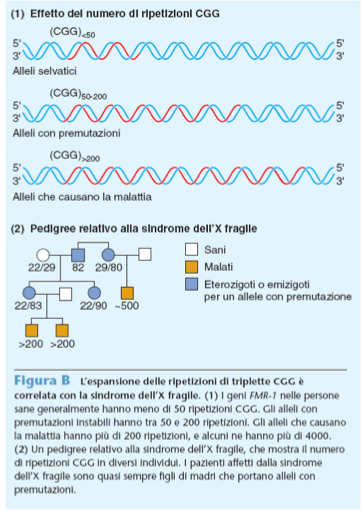 (1) Effetto del numero di ripetizioni CGG
(CGG)<50
5' 5'
3' 3'
Alleli selvatici
(CGG)50-200
5' 5'
3' 3'
Alleli con premutazioni
(CGG)>200
5' 5'
3' 3'
Alleli che causano la malattia
(2) Pedigree relativo alla sindrome dell'X fragile
Sani
22/29 82 29/80
Malati
Eterozigoti o emizigoti
per un allele con premutazione
22/83 22/90 ~500
>200 >200
Figura B L'espansione delle ripetizioni di triplette CGG è
correlata con la sindrome dell'X fragile. (1) I geni FMR-1 nelle persone
sane generalmente hanno meno di 50 ripetizioni CGG. Gli alleli con
premutazioni instabili hanno tra 50 e 200 ripetizioni. Gli alleli che causano
la malattia hanno più di 200 ripetizioni, e alcuni ne hanno più di 4000.
(2) Un pedigree relativo alla sindrome dell'X fragile, che mostra il numero
di ripetizioni CGG in diversi individui. I pazienti affetti dalla sindrome
dell'X fragile sono quasi sempre figli di madri che portano alleli con
premutazioni.